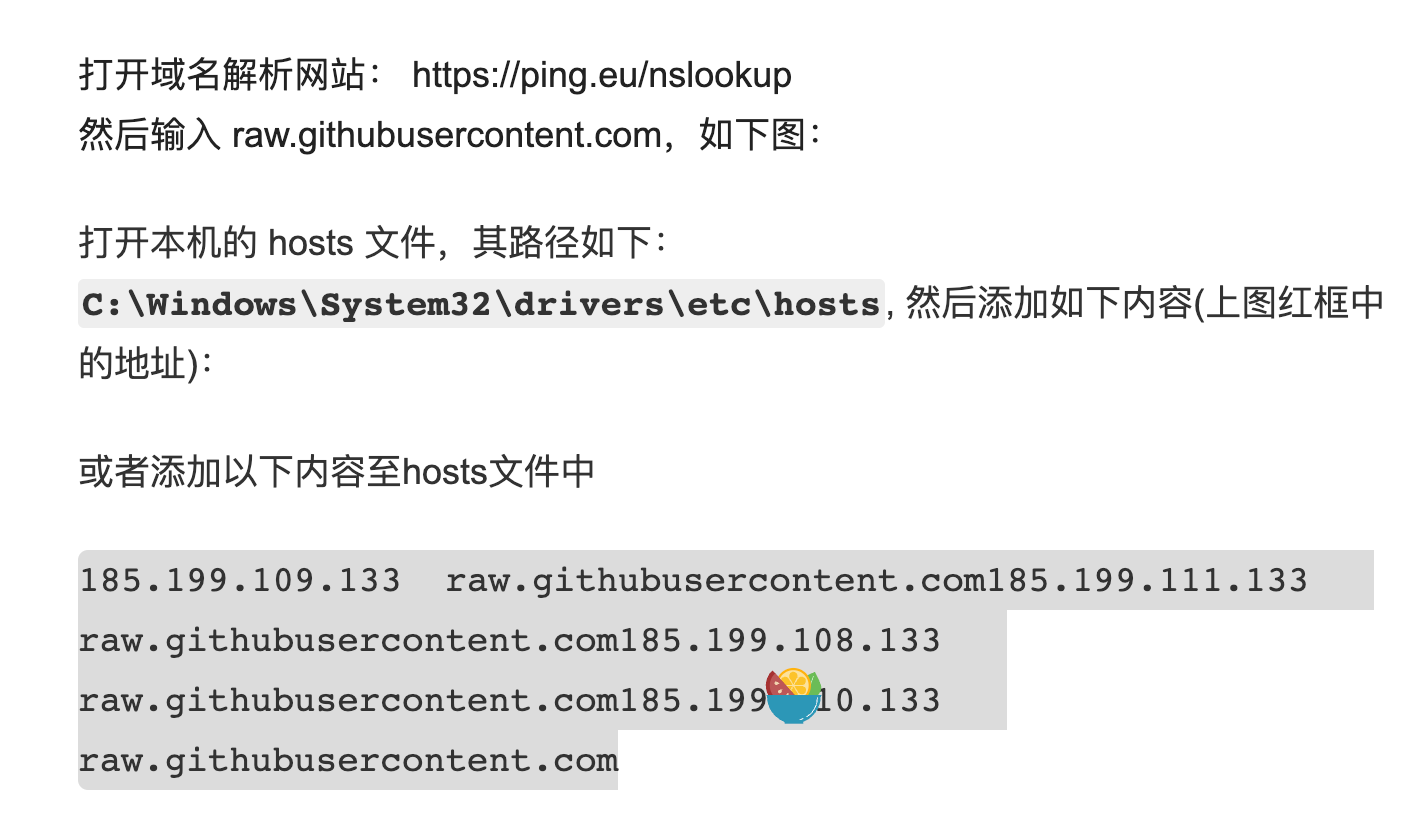 打开域名解析网站： https://ping.eu/nslookup
然后输入 raw.githubusercontent.com，如下图：
打开本机的 hosts 文件，其路径如下：
C:\Windows\System32\drivers\etc\hosts, 然后添加如下内容(上图红框中
的地址)：
或者添加以下内容至hosts文件中
185.199.109.133  raw.githubusercontent.com185.199.111.133
raw.githubusercontent.com185.199.108.133
raw.githubusercontent.com185.199 10.133
raw.githubusercontent.com